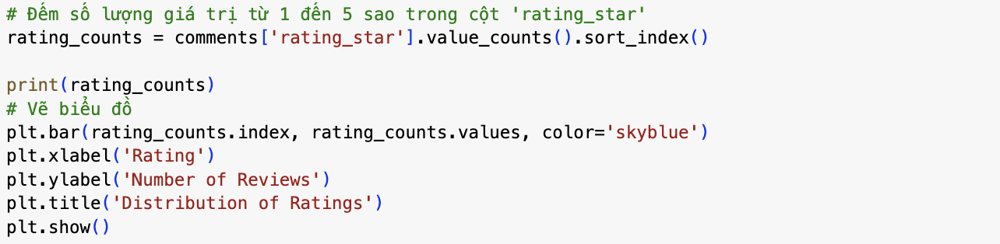 # Đếm số lượng giá trị từ 1 đến 5 sao trong cột 'rating_star'
rating_counts = comments['rating_star'].value_counts().sort_index()
print(rating_counts)
# Vẽ biểu đồ
plt.bar(rating_counts.index, rating_counts.values, color='skyblue')
plt.xlabel('Rating')
plt.ylabel('Number of Reviews')
plt.title('Distribution of Ratings')
plt.show()